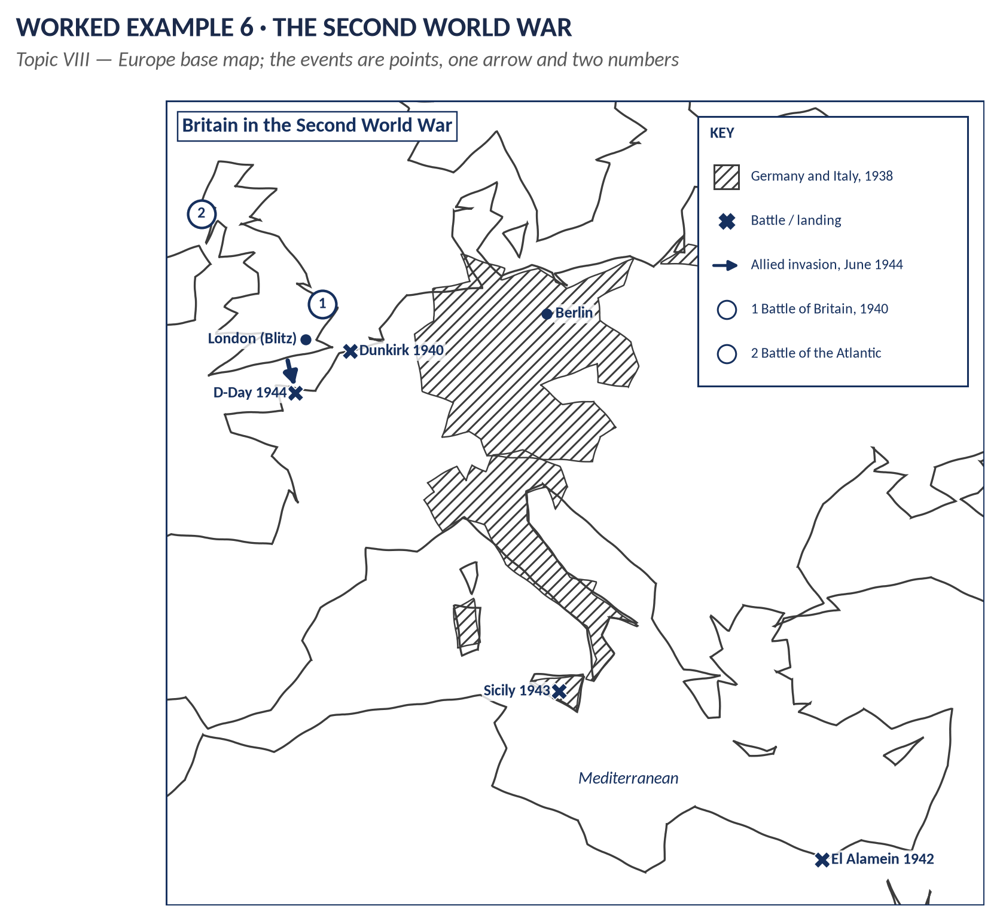 WORKED EXAMPLE 6 · THE SECOND WORLD WAR
Topic VIII — Europe base map; the events are points, one arrow and two numbers
Britain in the Second World War
KEY
Germany and Italy, 1938
Battle / landing
Allied invasion, June 1944
1 Battle of Britain, 1940
2 Battle of the Atlantic
2
1
Berlin
London (Blitz)
Dunkirk 1940
D-Day 1944
Sicily 1943
Mediterranean
El Alamein 1942